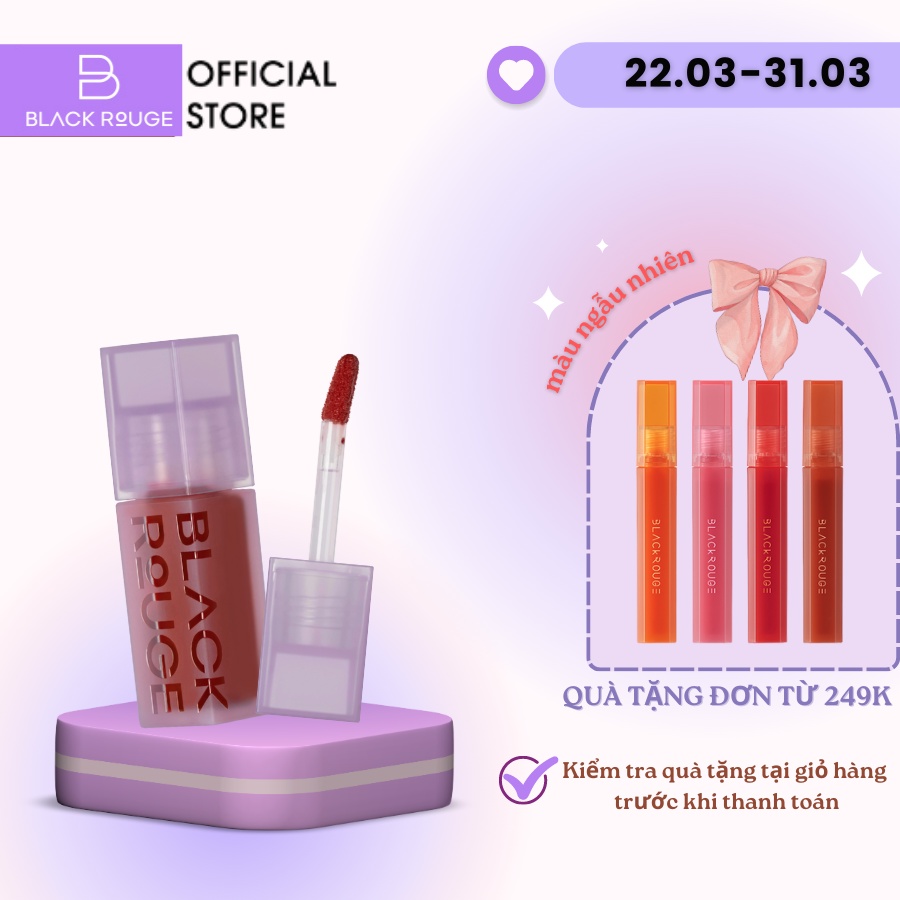 BLACK ROUGE
OFFICIAL
STORE
22.03-31.03
màu ngẫu nhiên
BLACK
ROUGE
BLACKROUGE
BLACKROUGE
BLACKROUGE
BLACKROUGE
QUÀ TẶNG ĐƠN TỪ 249K
Kiểm tra quà tặng tại giỏ hàng
trước khi thanh toán